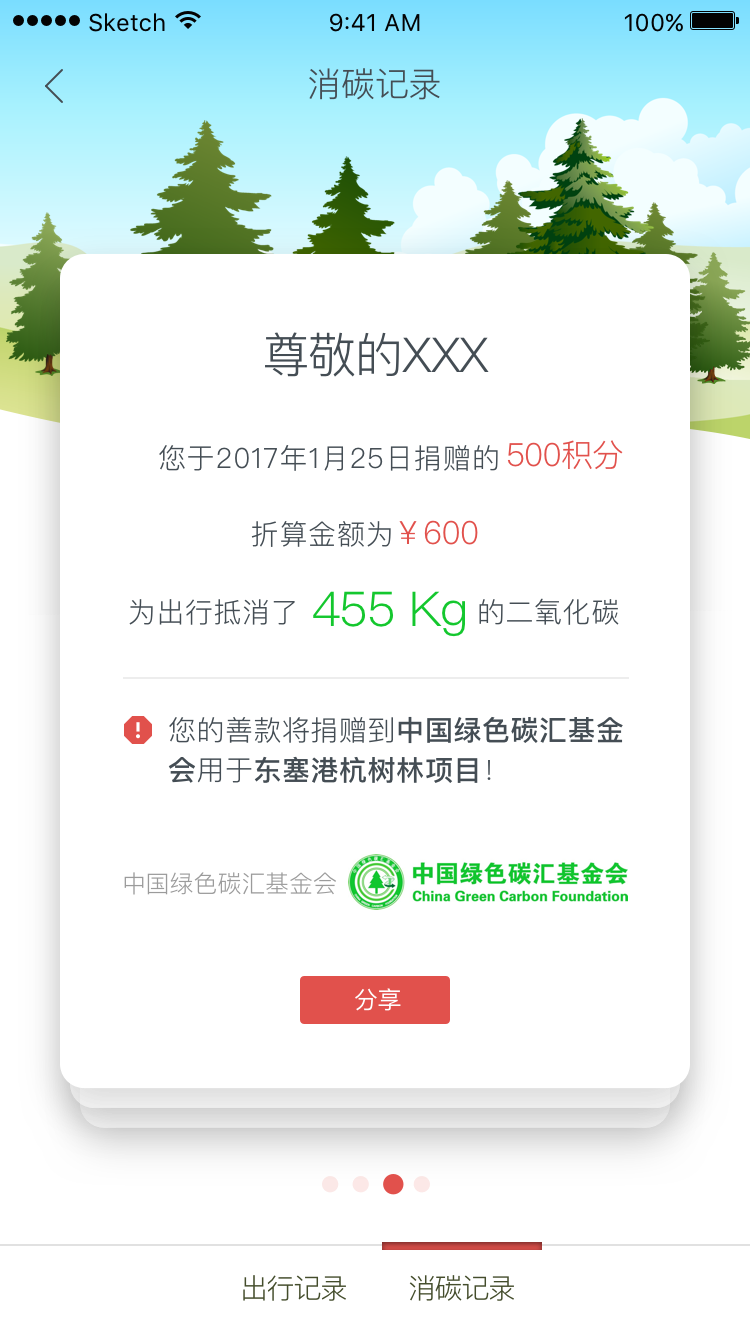 Sketch 9:41 AM 100%
消碳记录
尊敬的XXX
您于2017年1月25日捐赠的 500积分
折算金额为￥600
为出行抵消了 455 Kg 的二氧化碳
您的善款将捐赠到中国绿色碳汇基金
会用于东塞港杭树林项目！
中国绿色碳汇基金会 中国绿色碳汇基金会
China Green Carbon Foundation
分享
出行记录 消碳记录